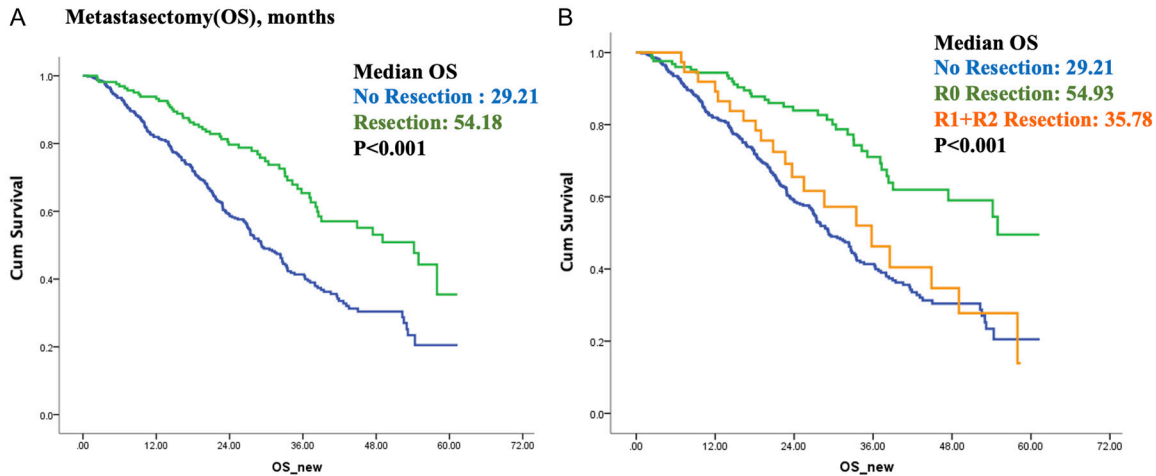 A
Metastasectomy(OS), months
Median OS
No Resection : 29.21
Resection: 54.18
P<0.001
Cum Survival
1.0
0.8
0.6
0.4
0.2
0.0
.00 12.00 24.00 36.00 48.00 60.00 72.00
OS_new
B
Median OS
No Resection: 29.21
R0 Resection: 54.93
R1+R2 Resection: 35.78
P<0.001
Cum Survival
1.0
0.8
0.6
0.4
0.2
0.0
.00 12.00 24.00 36.00 48.00 60.00 72.00
OS_new